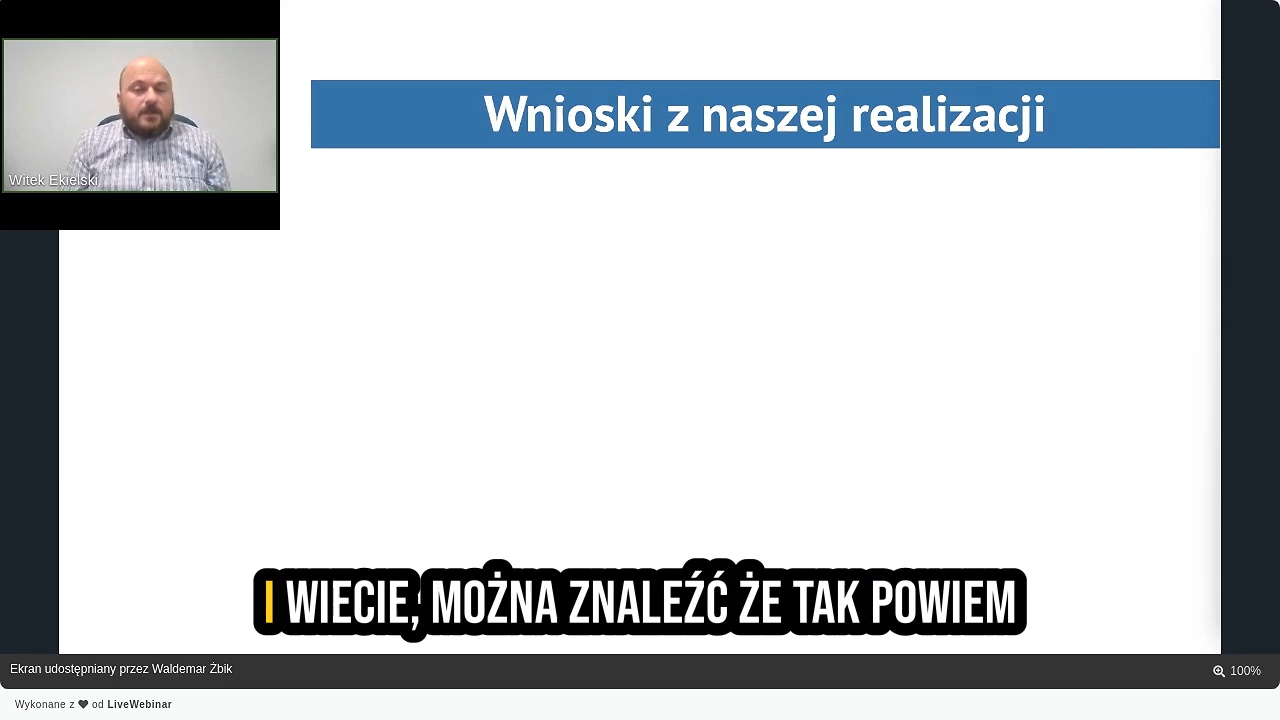 Wnioski z naszej realizacji
Witek Ekielski
I WIECIE, MOŻNA ZNALEŹĆ ŻE TAK POWIEM
Ekran udostępniany przez Waldemar Żbik
100%
Wykonane z ❤ od LiveWebinar